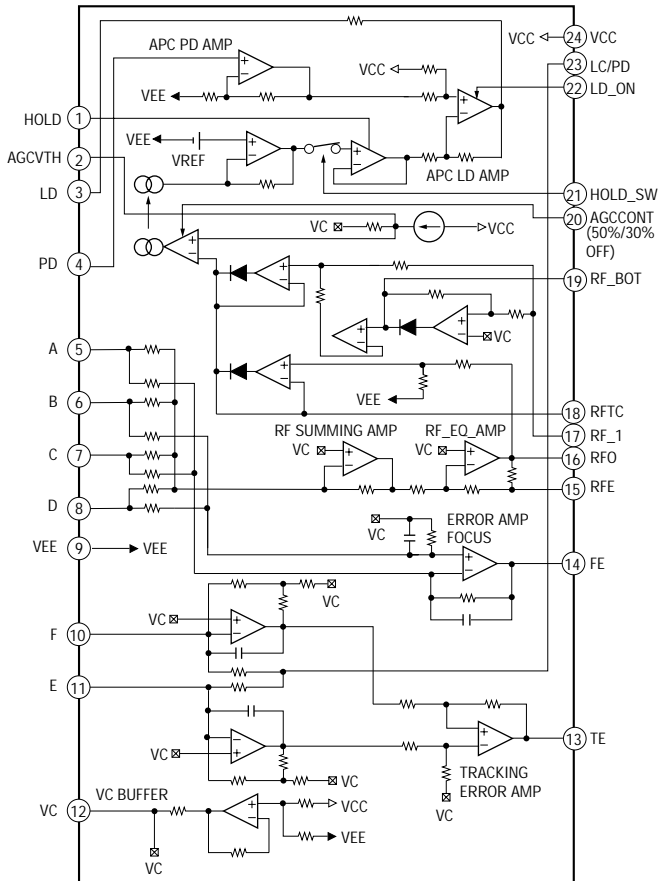 APC PD AMP
VCC
24
VCC
23
LC/PD
VCC
VEE
22
LD_ON
HOLD
1
VEE
VREF
AGCVTH
2
APC LD AMP
LD
3
21
HOLD_SW
VC
VCC
20
AGCCONT
(50%/30%
OFF)
PD
4
19
RF_BOT
VC
A
5
B
6
VEE
18
RFTC
RF SUMMING AMP
RF_EQ_AMP
17
RF_1
C
7
VC
VC
16
RFO
15
RFE
D
8
VC
ERROR AMP
FOCUS
VEE
9
VEE
14
FE
VC
VC
F
10
E
11
VC
13
TE
VC
TRACKING
ERROR AMP
VC
VC BUFFER
VC
12
VCC
VEE
VC